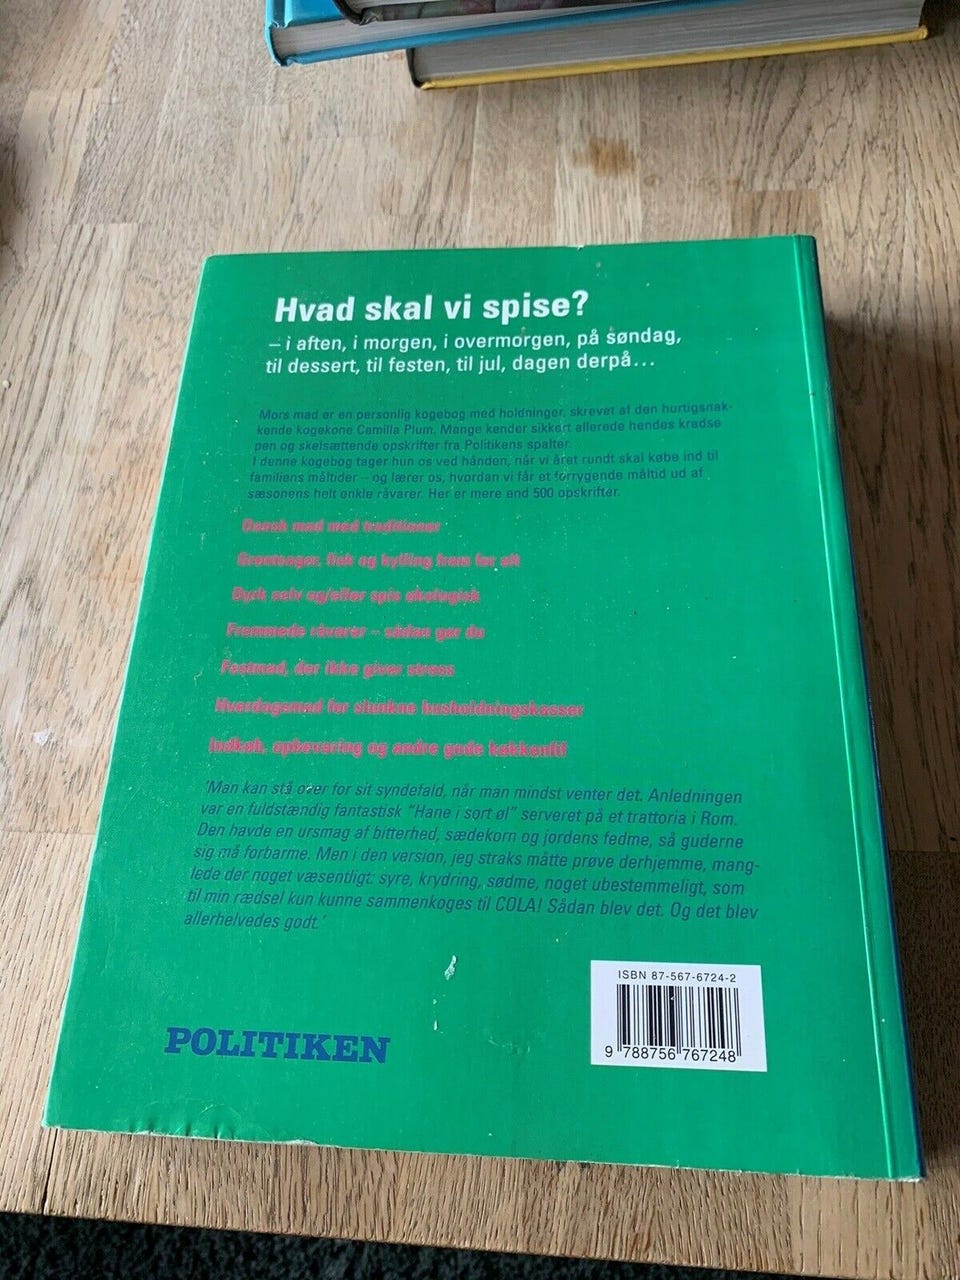 Hvad skal vi spise?
– i aften, i morgen, i overmorgen, på søndag,
til dessert, til festen, til jul, dagen derpå...
Mors mad er en personlig kogebog med holdninger, skrevet af den hurtigsnak-
kende kogekone Camilla Plum. Mange kender sikkert allerede hendes kradse
pen og skelsættende opskrifter fra Politikens spalter.
I denne kogebog tager hun os ved hånden, når vi året rundt skal købe ind til
familiens måltider – og lærer os, hvordan vi får et forrygende måltid ud af
sæsonens helt enkle råvarer. Her er mere end 500 opskrifter.
Dansk mad med traditioner
Grøntsager, fisk og kylling frem for alt
Dyrk selv og/eller spis økologisk
Fremmede råvarer – sådan gør du
Festmad, der ikke giver stress
Hverdagsmad for slunkne husholdningskasser
Indkøb, opbevaring og andre gode køkkenfif
'Man kan stå over for sit syndefald, når man mindst venter det. Anledningen
var en fuldstændig fantastisk "Hane i sort øl" serveret på et trattoria i Rom.
Den havde en ursmag af bitterhed, sædekorn og jordens fedme, så guderne
sig må forbarme. Men i den version, jeg straks måtte prøve derhjemme, mang-
lede der noget væsentligt: syre, krydring, sødme, noget ubestemmeligt, som
til min rædsel kun kunne sammenkoges til COLA! Sådan blev det. Og det blev
allerhelvedes godt.'
ISBN 87-567-6724-2
9 788756 767248
POLITIKEN